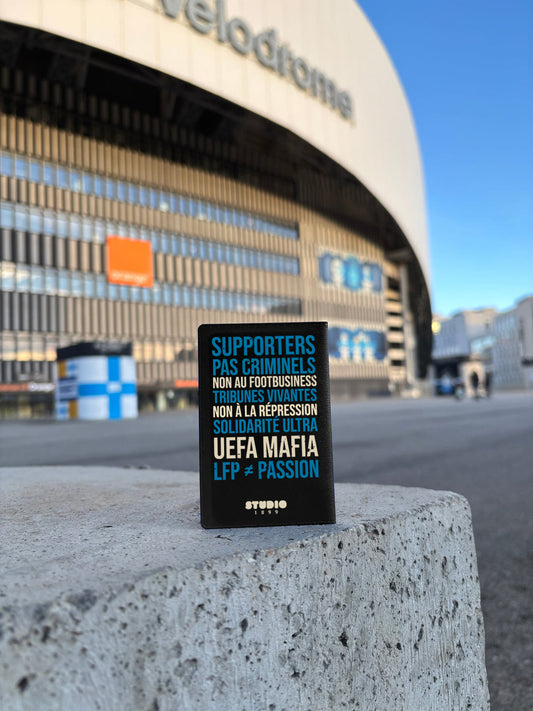 velodrome
orange
SUPPORTERS
PAS CRIMINELS
NON AU FOOTBUSINESS
TRIBUNES VIVANTES
NON À LA RÉPRESSION
SOLIDARITÉ ULTRA
UEFA MAFIA
LFP ≠ PASSION
STUDIO
1899